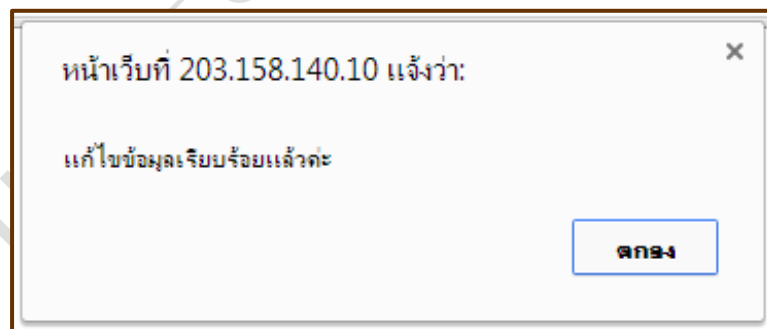 หน้าเว็บที่ 203.158.140.10 แจ้งว่า:
แก้ไขข้อมูลเรียบร้อยแล้วค่ะ
ตกลง